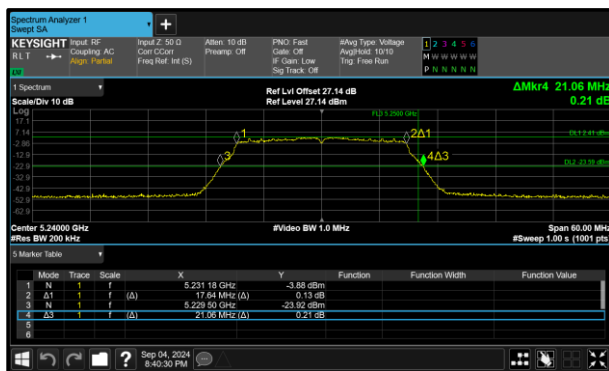 Spectrum Analyzer 1
Swept SA
+
KEYSIGHT
RLT
Input: RF
Coupling: AC
Align: Partial
Input Z: 50 Ω
Corr CCorr
Freq Ref: Int (S)
Atten: 10 dB
Preamp: Off
PNO: Fast
Gate: Off
IF Gain: Low
Sig Track: Off
#Avg Type: Voltage
Avg|Hold: 10/10
Trig: Free Run
1 2 3 4 5 6
M W W W W W
P N N N N N
1 Spectrum
Scale/Div 10 dB
Ref Lvl Offset 27.14 dB
Ref Level 27.14 dBm
ΔMkr4 21.06 MHz
0.21 dB
Log
17.1
7.14
-2.86
-12.9
-22.9
-32.9
-42.9
-52.9
-62.9
1
2Δ1
3
4Δ3
DL1 2.41 dBm
DL2 -23.59 dBm
Center 5.24000 GHz
#Res BW 200 kHz
#Video BW 1.0 MHz
Span 60.00 MHz
#Sweep 1.00 s (1001 pts)
5 Marker Table
Mode Trace Scale X Y Function Function Width Function Value
1 N 1 f 5.231 18 GHz -3.88 dBm
2 Δ1 1 f (Δ) 17.64 MHz (Δ) 0.13 dB
3 N 1 f 5.229 50 GHz -23.92 dBm
4 Δ3 1 f (Δ) 21.06 MHz (Δ) 0.21 dB
5
6
?
Sep 04, 2024
8:40:30 PM